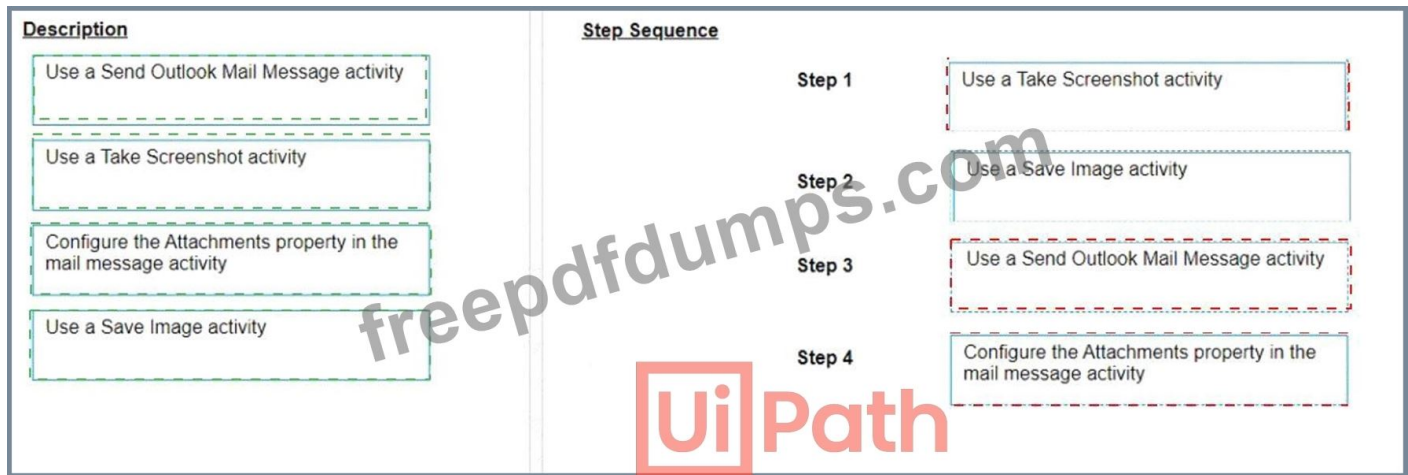 Description
Use a Send Outlook Mail Message activity
Use a Take Screenshot activity
Configure the Attachments property in the
mail message activity
Use a Save Image activity
Step Sequence
Step 1
Use a Take Screenshot activity
Step 2
Use a Save Image activity
Step 3
Use a Send Outlook Mail Message activity
Step 4
Configure the Attachments property in the
mail message activity
freepdfdumps.com
UiPath